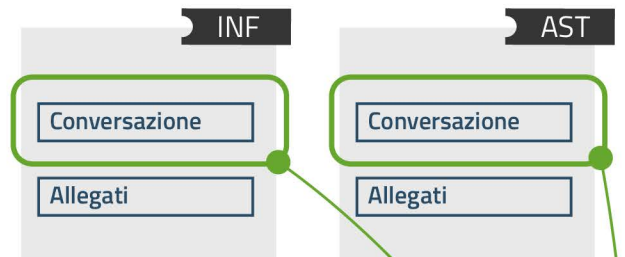 INF
Conversazione
Allegati
AST
Conversazione
Allegati